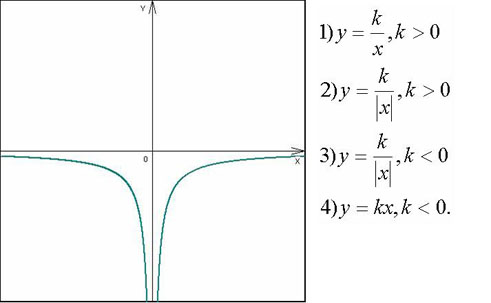 Y
0
X
1) y = k/x, k > 0
2) y = k/|x|, k > 0
3) y = k/|x|, k < 0
4) y = kx, k < 0.